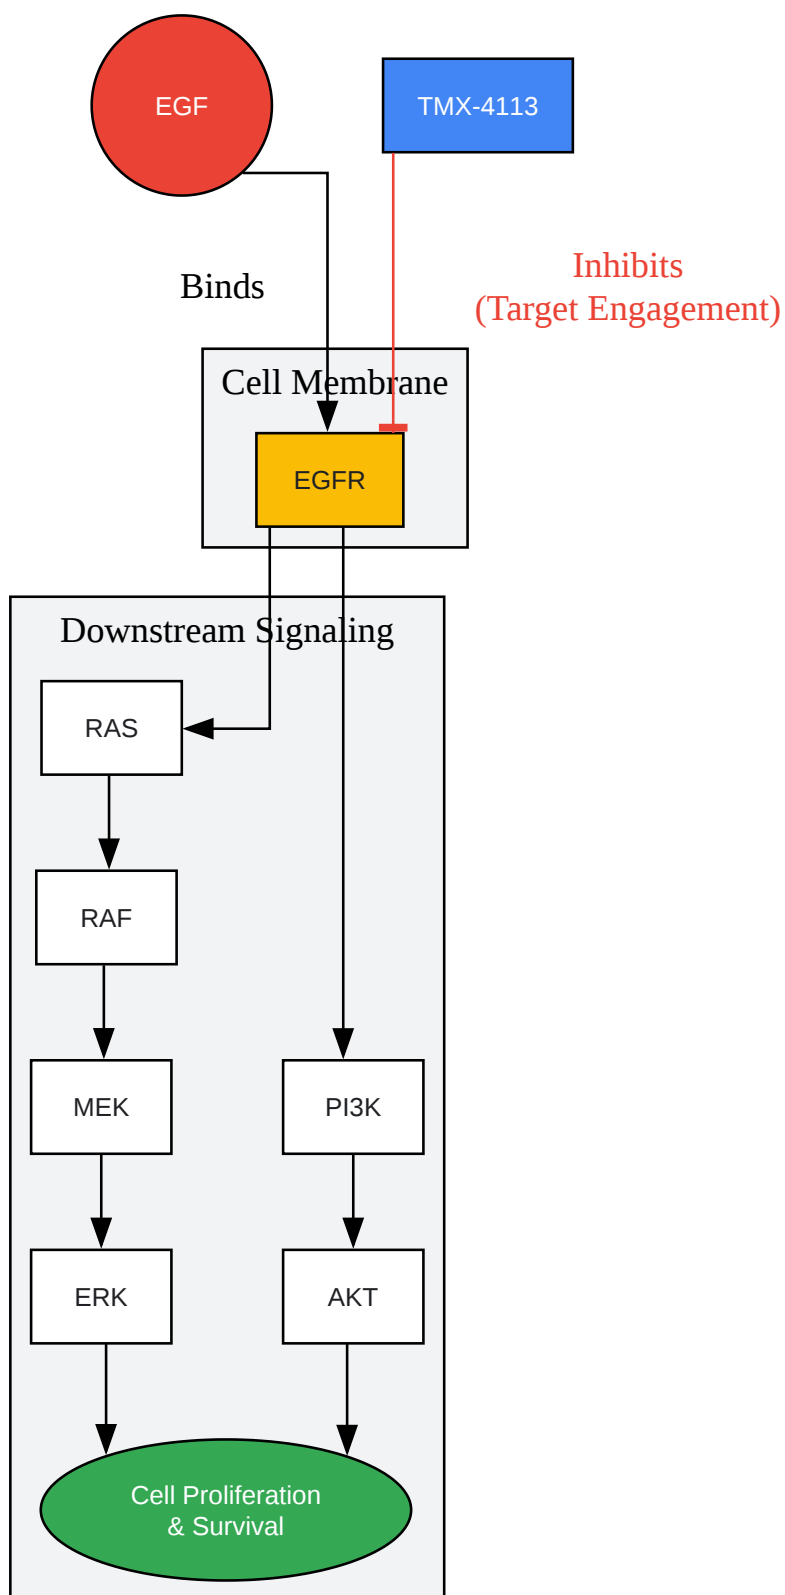 EGF
TMX-4113
Binds
Inhibits
(Target Engagement)
Cell Membrane
EGFR
Downstream Signaling
RAS
RAF
MEK
PI3K
ERK
AKT
Cell Proliferation
& Survival